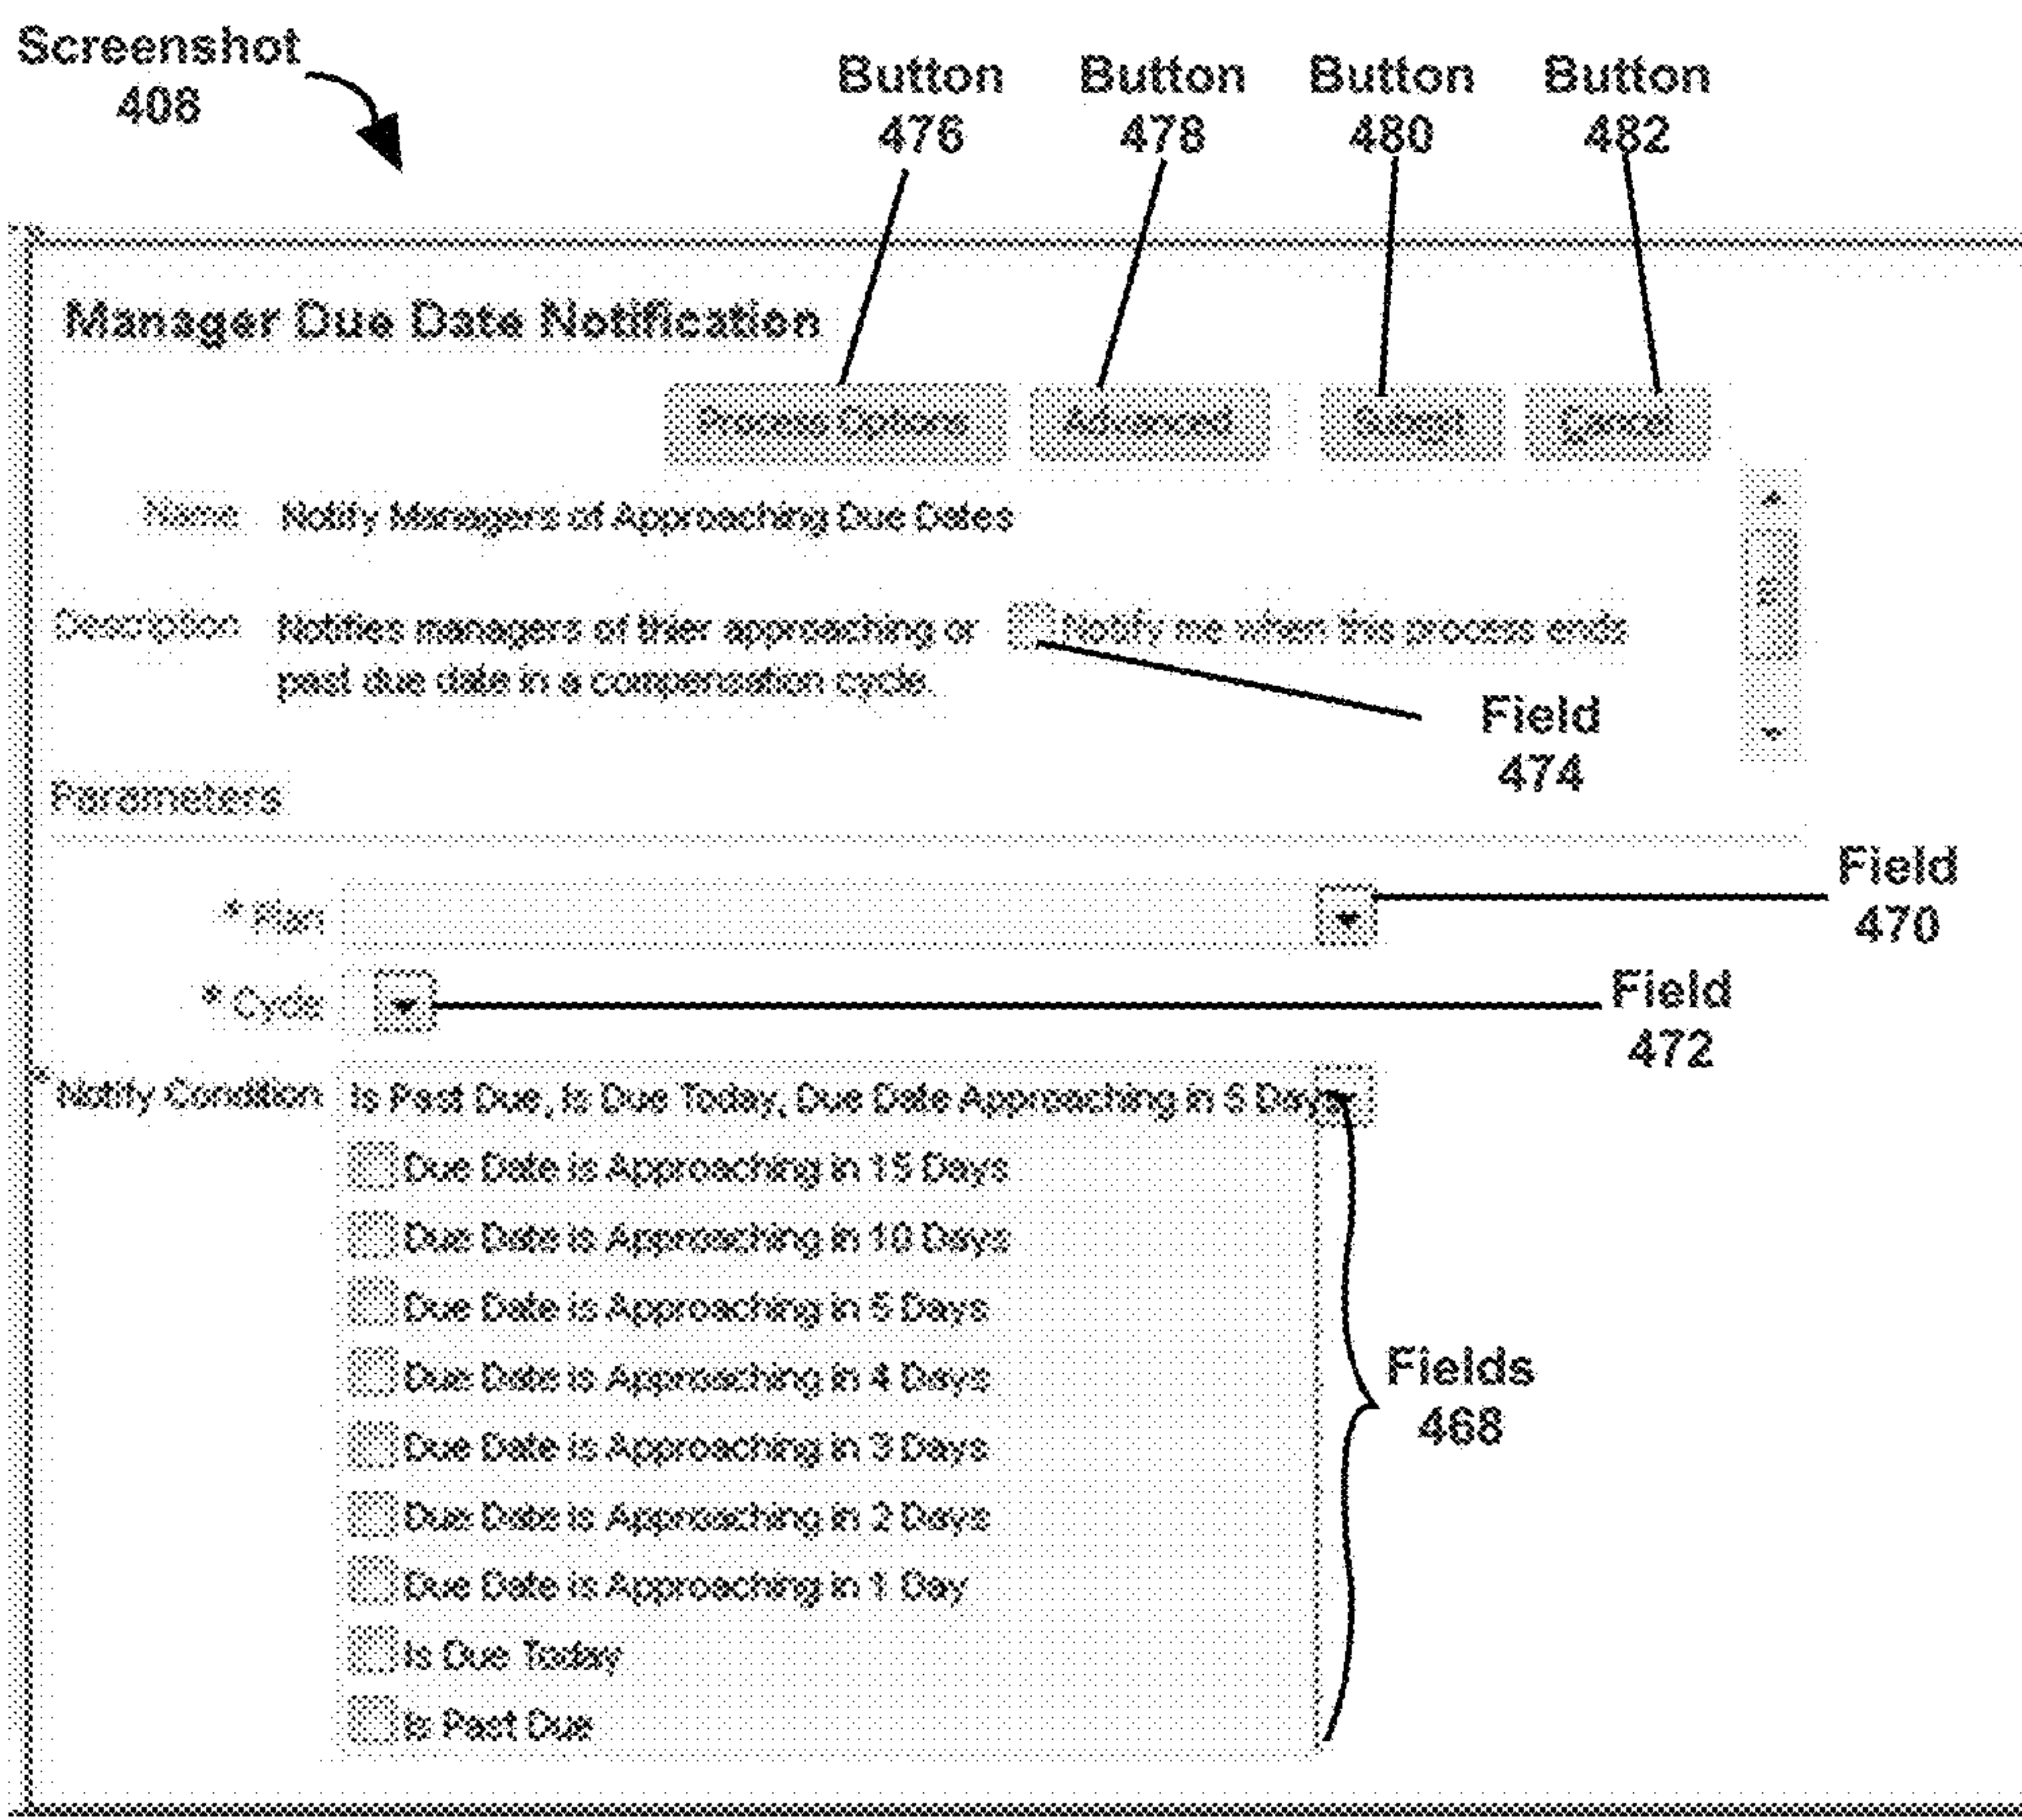 Screenshot
408
Button
476
Button
478
Button
480
Button
482
Manager Due Date Notification
Process Options Advanced Submit Cancel
Name Notify Managers of Approaching Due Dates
Description Notifies managers of thier approaching or Notify me when this process ends
past due date in a compensation cycle.
Field
474
Parameters
* Plan
Field
470
* Cycle
Field
472
* Notify Condition Is Past Due, Is Due Today, Due Date Approaching in 5 Days
Due Date is Approaching in 15 Days
Due Date is Approaching in 10 Days
Due Date is Approaching in 5 Days
Due Date is Approaching in 4 Days
Due Date is Approaching in 3 Days
Due Date is Approaching in 2 Days
Due Date is Approaching in 1 Day
Is Due Today
Is Past Due
Fields
468